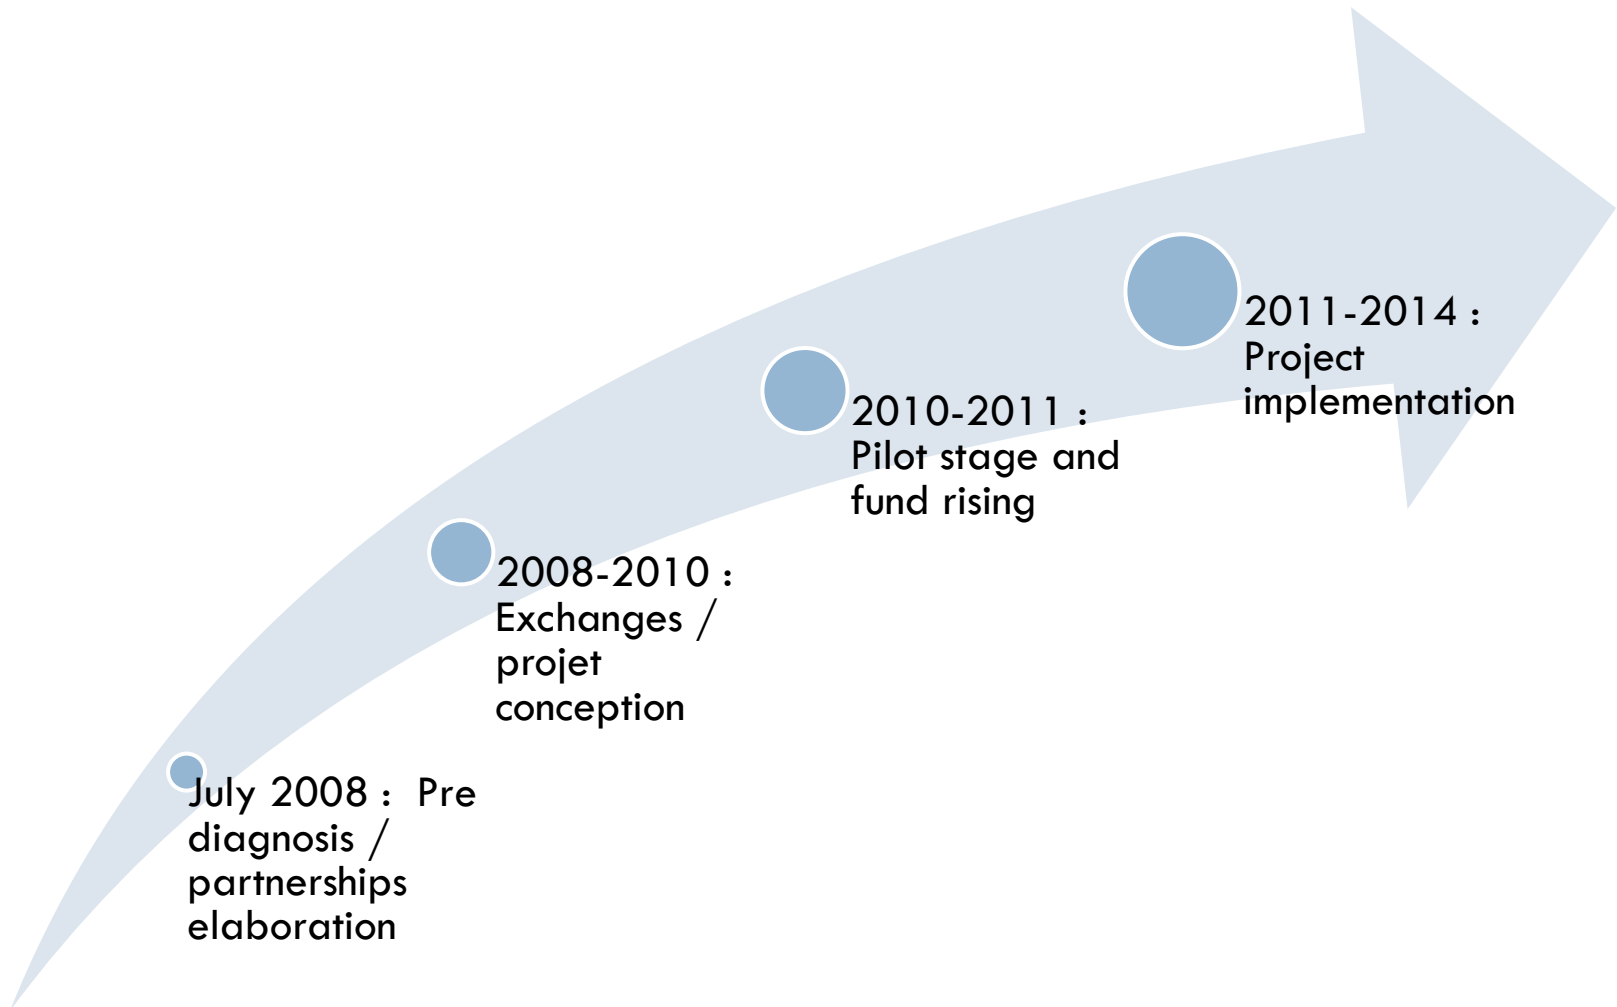 July 2008 : Pre
diagnosis /
partnerships
elaboration
2008-2010 :
Exchanges /
projet
conception
2010-2011 :
Pilot stage and
fund rising
2011-2014 :
Project
implementation